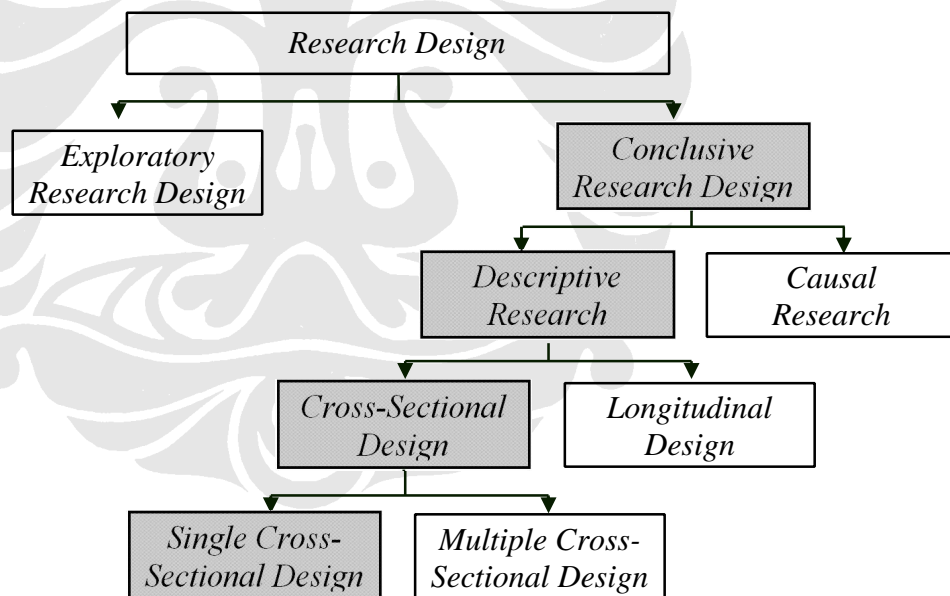 Research Design
Exploratory
Research Design
Conclusive
Research Design
Descriptive
Research
Causal
Research
Cross-Sectional
Design
Longitudinal
Design
Single Cross-
Sectional Design
Multiple Cross-
Sectional Design